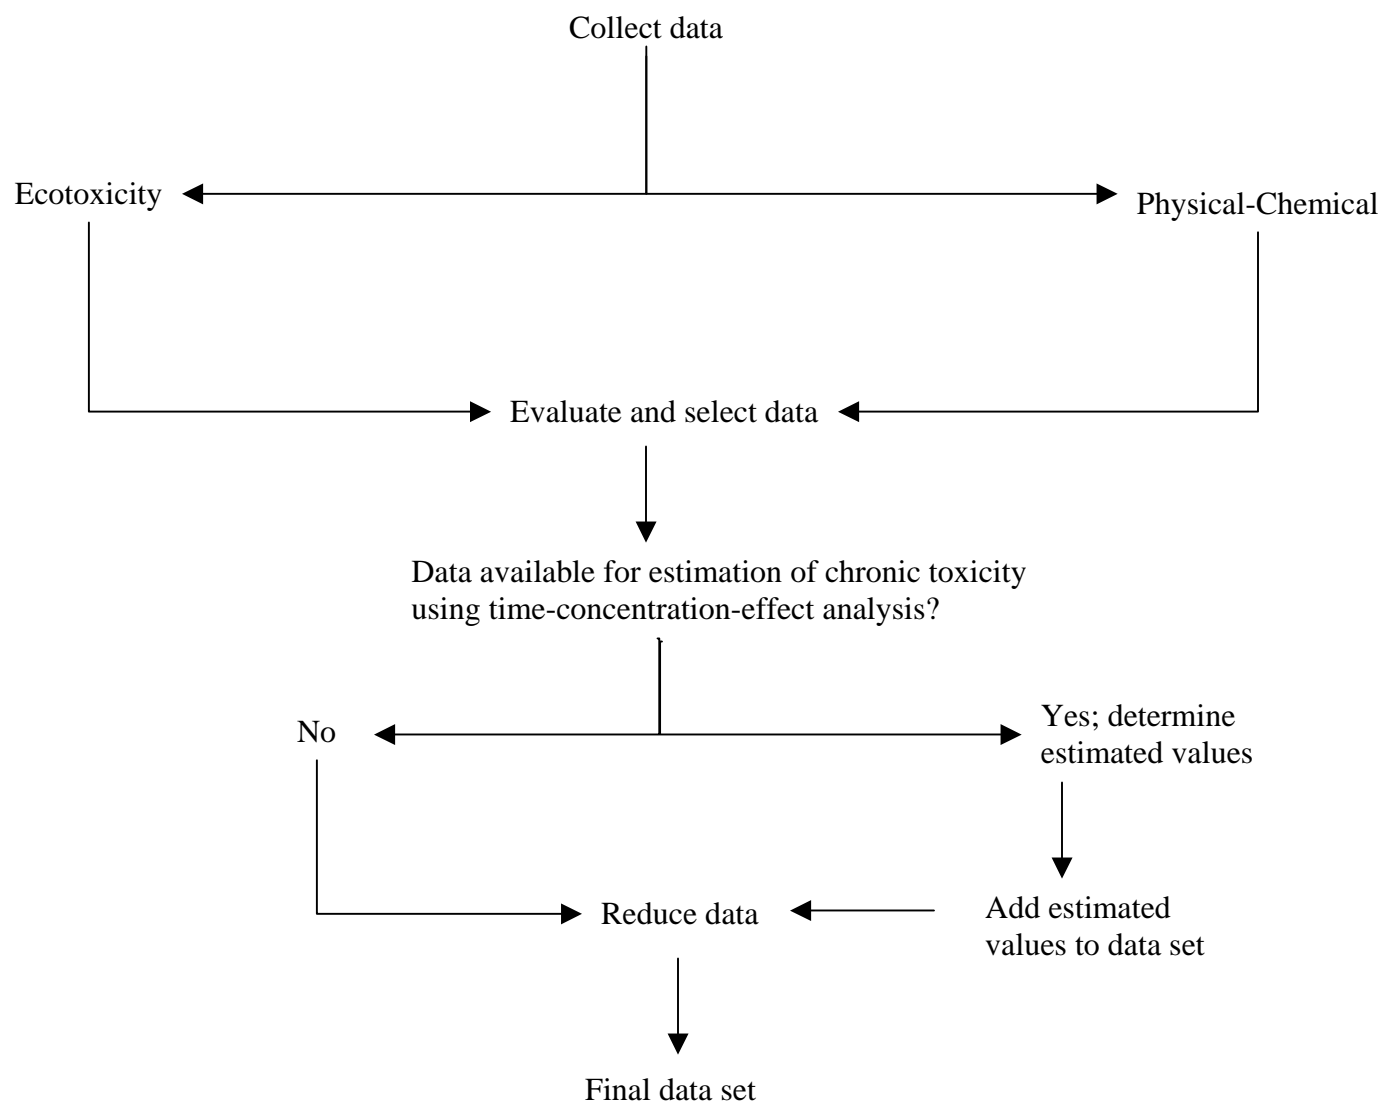 Collect data
Ecotoxicity
Physical-Chemical
Evaluate and select data
Data available for estimation of chronic toxicity
using time-concentration-effect analysis?
No
Yes; determine
estimated values
Reduce data
Add estimated
values to data set
Final data set